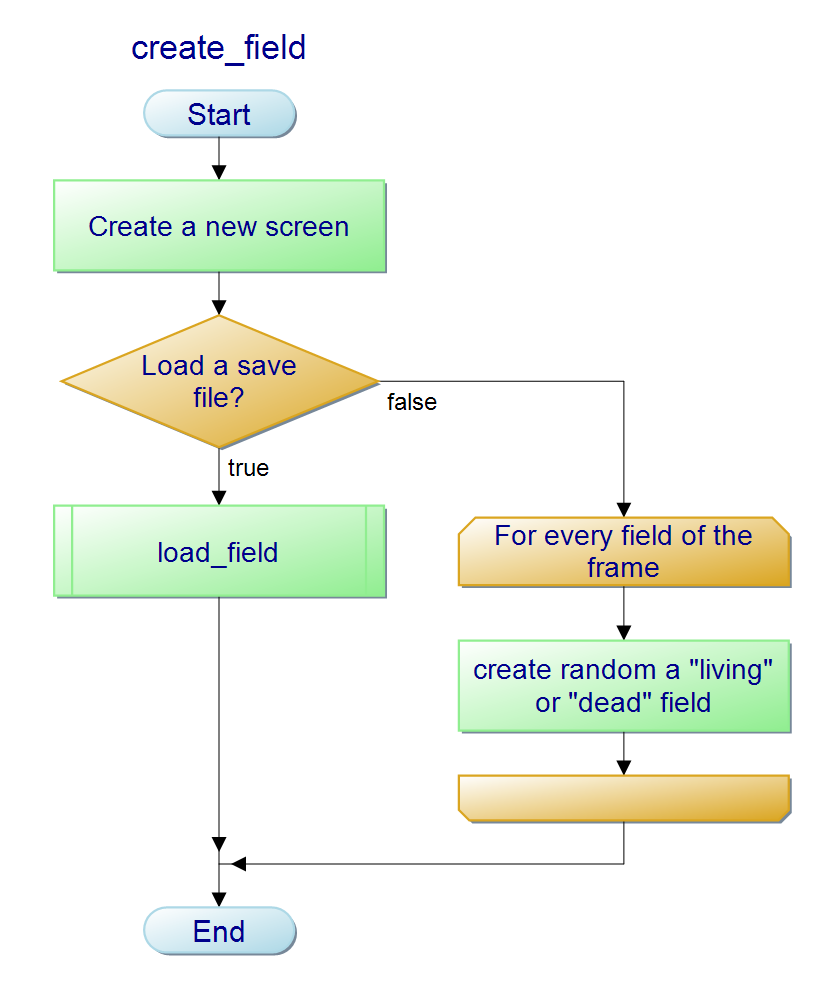 create_field
Start
Create a new screen
Load a save
file?
false
true
load_field
For every field of the
frame
create random a "living"
or "dead" field
End